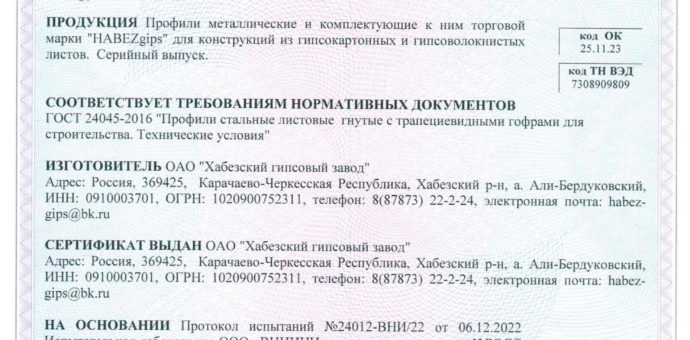 ПРОДУКЦИЯ Профили металлические и комплектующие к ним торговой
марки "HABEZgips" для конструкций из гипсокартонных и гипсоволокнистых
листов. Серийный выпуск.
код ОК
25.11.23
код ТН ВЭД
7308909809
СООТВЕТСТВУЕТ ТРЕБОВАНИЯМ НОРМАТИВНЫХ ДОКУМЕНТОВ
ГОСТ 24045-2016 "Профили стальные листовые гнутые с трапециевидными гофрами для
строительства. Технические условия"
ИЗГОТОВИТЕЛЬ ОАО "Хабезский гипсовый завод"
Адрес: Россия, 369425, Карачаево-Черкесская Республика, Хабезский р-н, а. Али-Бердуковский,
ИНН: 0910003701, ОГРН: 1020900752311, телефон: 8(87873) 22-2-24, электронная почта: habez-
gips@bk.ru
СЕРТИФИКАТ ВЫДАН ОАО "Хабезский гипсовый завод"
Адрес: Россия, 369425, Карачаево-Черкесская Республика, Хабезский р-н, а. Али-Бердуковский,
ИНН: 0910003701, ОГРН: 1020900752311, телефон: 8(87873) 22-2-24, электронная почта: habez-
gips@bk.ru
НА ОСНОВАНИИ Протокол испытаний №24012-ВНИ/22 от 06.12.2022